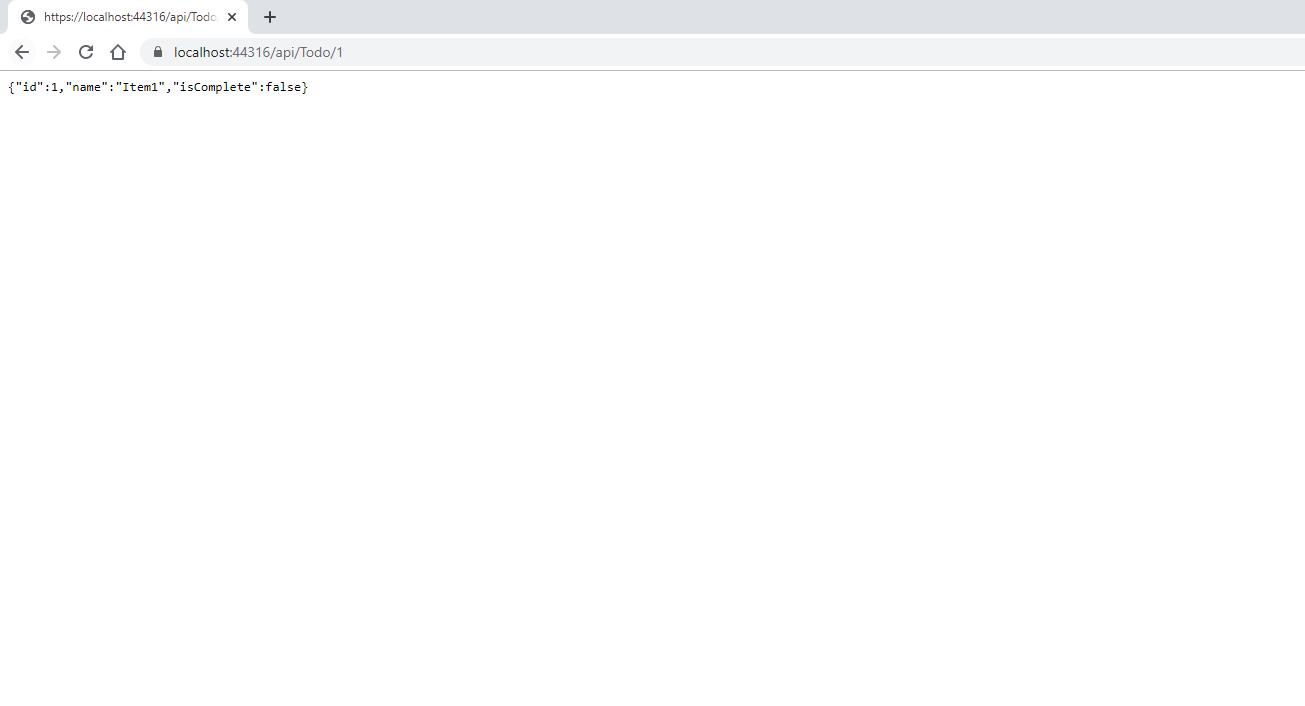 https://localhost:44316/api/Todo
localhost:44316/api/Todo/1
{"id":1,"name":"Item1","isComplete":false}